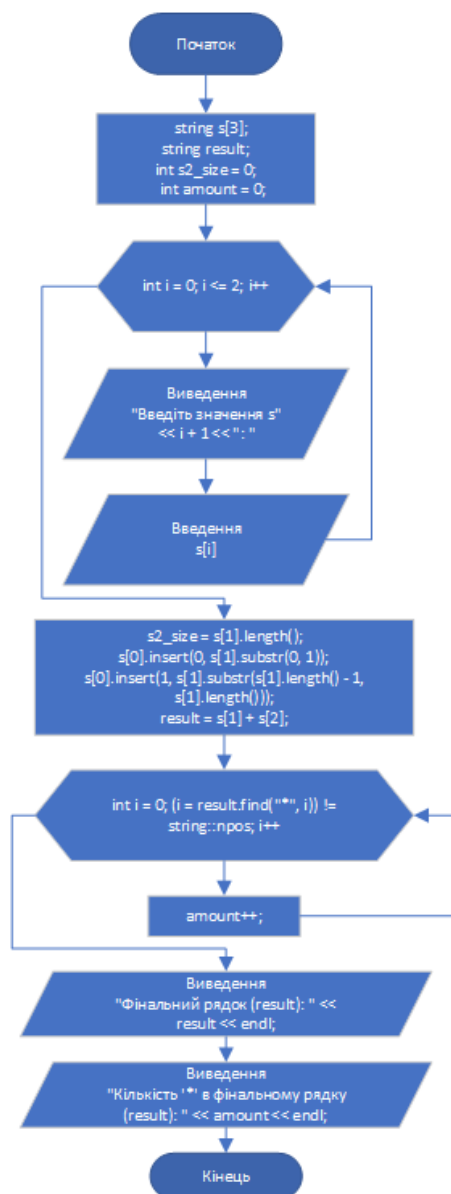 Початок
string s[3];
string result;
int s2_size = 0;
int amount = 0;
int i = 0; i <= 2; i++
Виведення
"Введіть значення s"
<< i + 1 << " : "
Введення
s[i]
s2_size = s[1].length();
s[0].insert(0, s[1].substr(0, 1));
s[0].insert(1, s[1].substr(s[1].length() - 1,
s[1].length()));
result = s[1] + s[2];
int i = 0; (i = result.find("*", i)) !=
string::npos; i++
amount++;
Виведення
"Фінальний рядок (result): " <<
result << endl;
Виведення
"Кількість '*' в фінальному рядку
(result): " << amount << endl;
Кінець